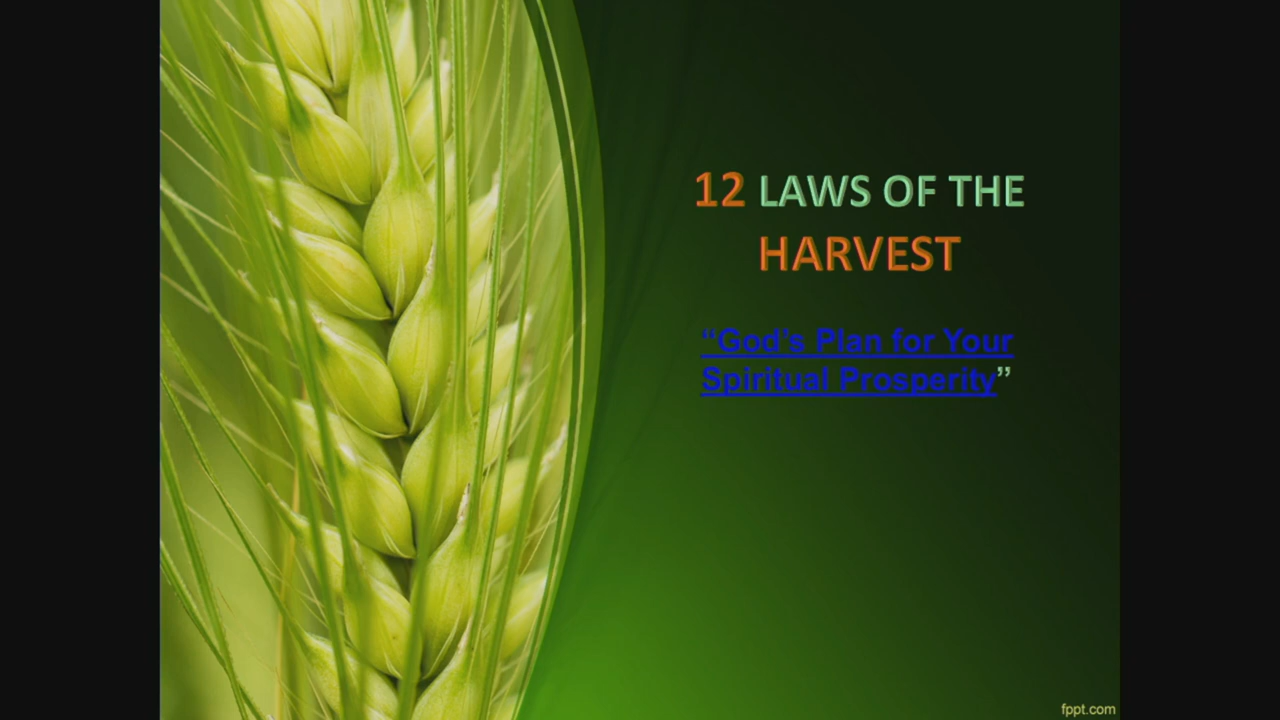 12 LAWS OF THE
HARVEST
“God’s Plan for Your
Spiritual Prosperity”
fppt.com